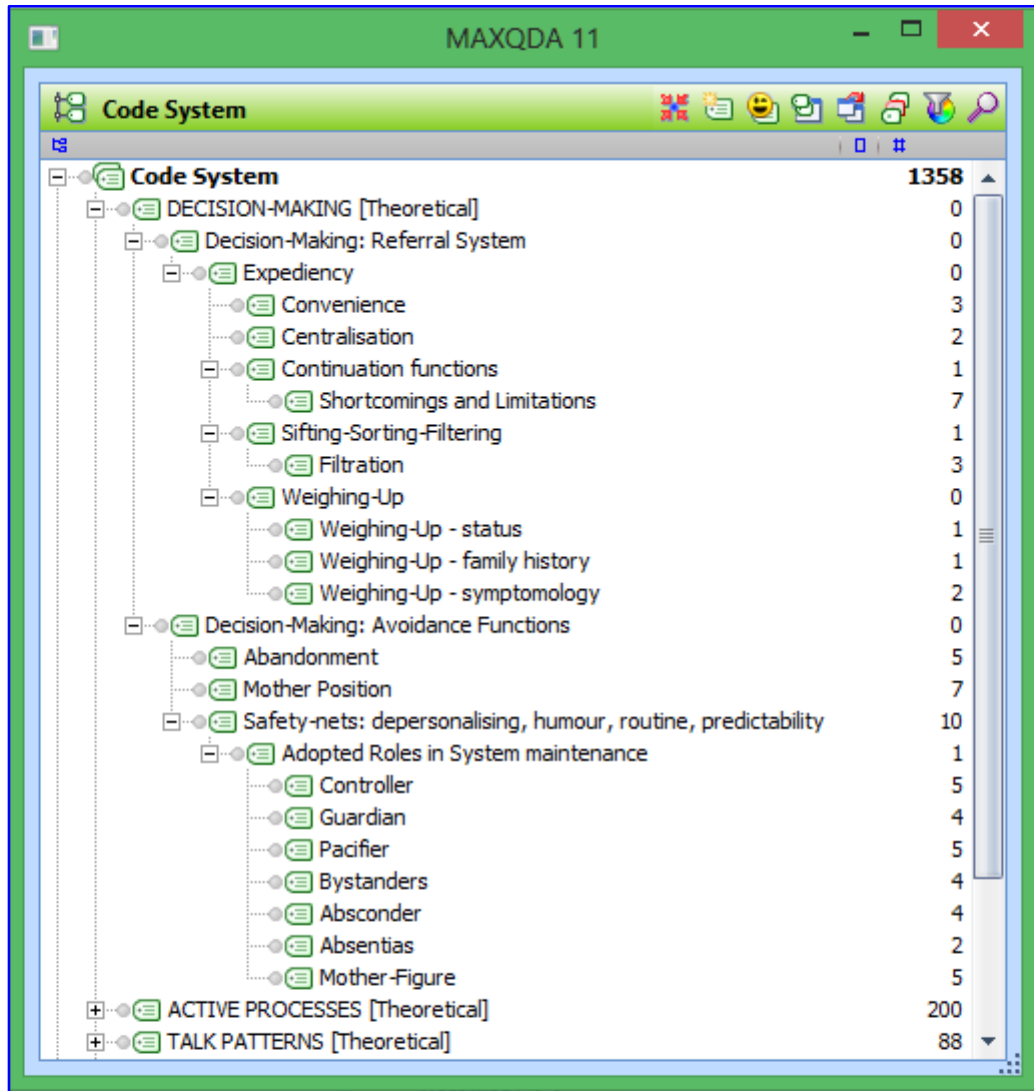 MAXQDA 11
Code System
Code System 1358
DECISION-MAKING [Theoretical] 0
Decision-Making: Referral System 0
Expediency 0
Convenience 3
Centralisation 2
Continuation functions 1
Shortcomings and Limitations 7
Sifting-Sorting-Filtering 1
Filtration 3
Weighing-Up 0
Weighing-Up - status 1
Weighing-Up - family history 1
Weighing-Up - symptomology 2
Decision-Making: Avoidance Functions 0
Abandonment 5
Mother Position 7
Safety-nets: depersonalising, humour, routine, predictability 10
Adopted Roles in System maintenance 1
Controller 5
Guardian 4
Pacifier 5
Bystanders 4
Absconder 4
Absentias 2
Mother-Figure 5
ACTIVE PROCESSES [Theoretical] 200
TALK PATTERNS [Theoretical] 88